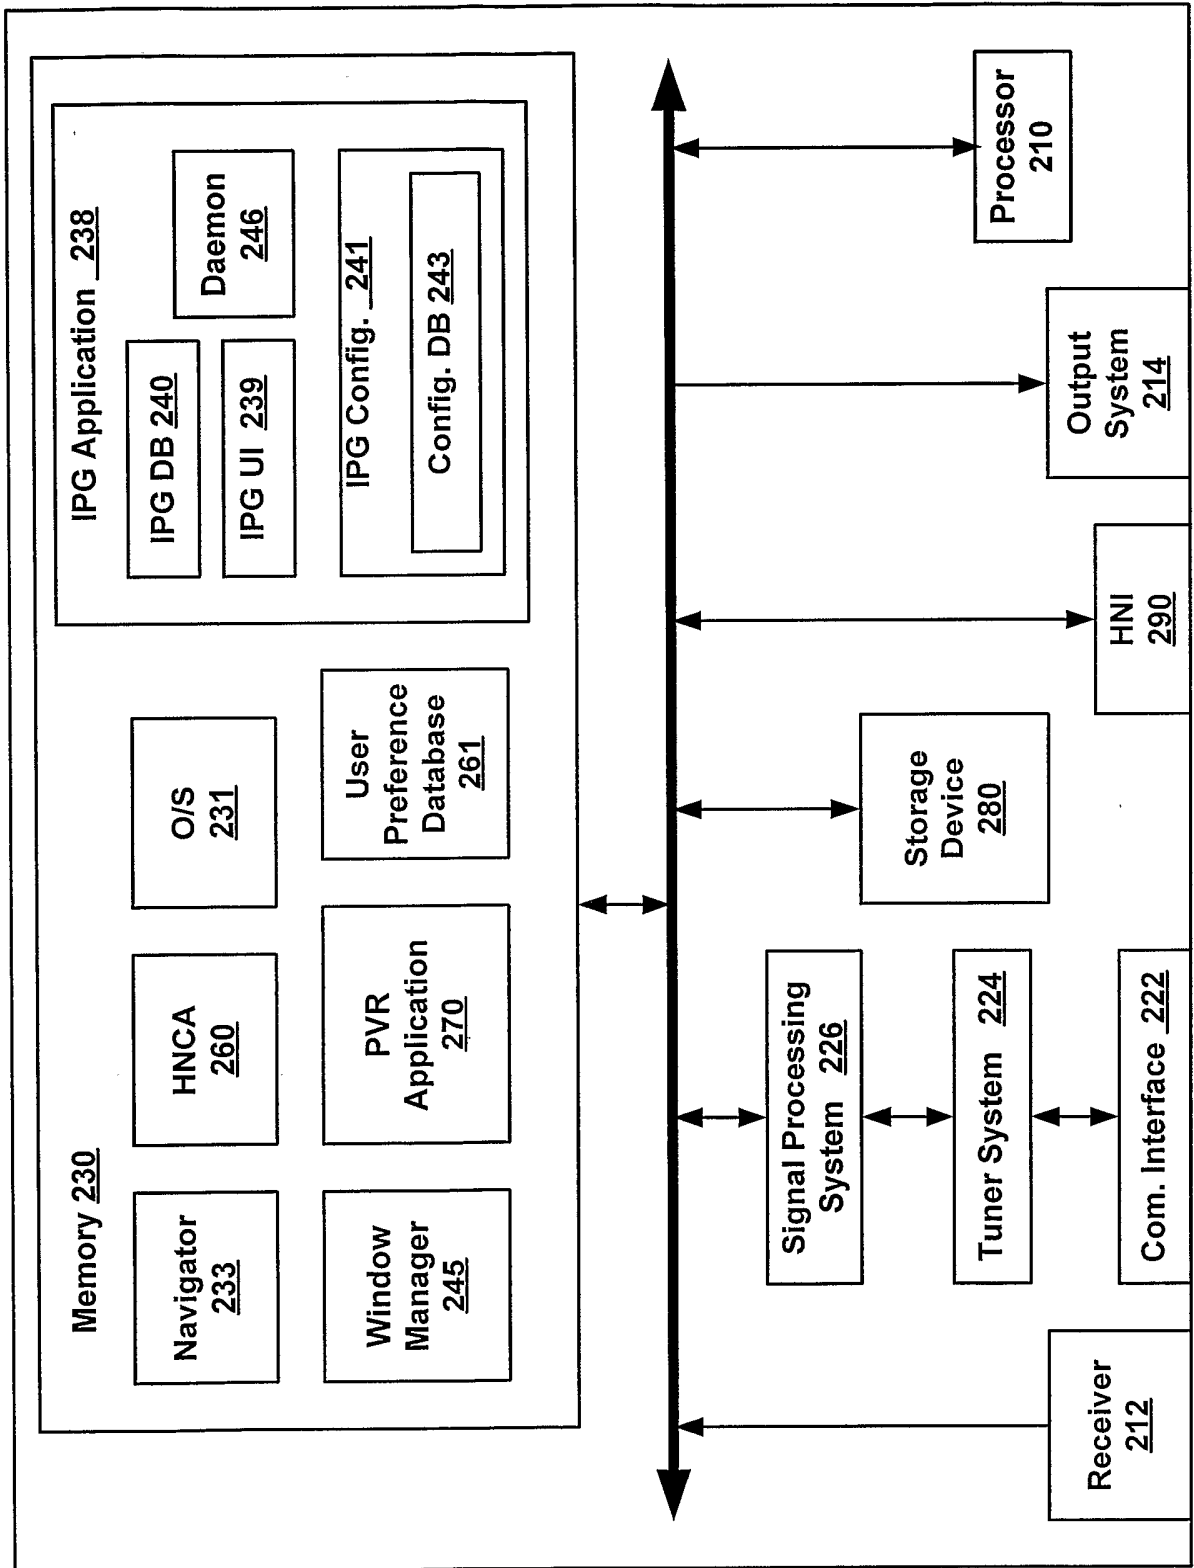 Memory 230
Navigator
233
HNCA
260
O/S
231
Window
Manager
245
PVR
Application
270
User
Preference
Database
261
IPG Application 238
IPG DB 240
IPG UI 239
Daemon
246
IPG Config. 241
Config. DB 243
Receiver
212
Signal Processing
System 226
Tuner System 224
Com. Interface 222
Storage
Device
280
HNI
290
Output
System
214
Processor
210